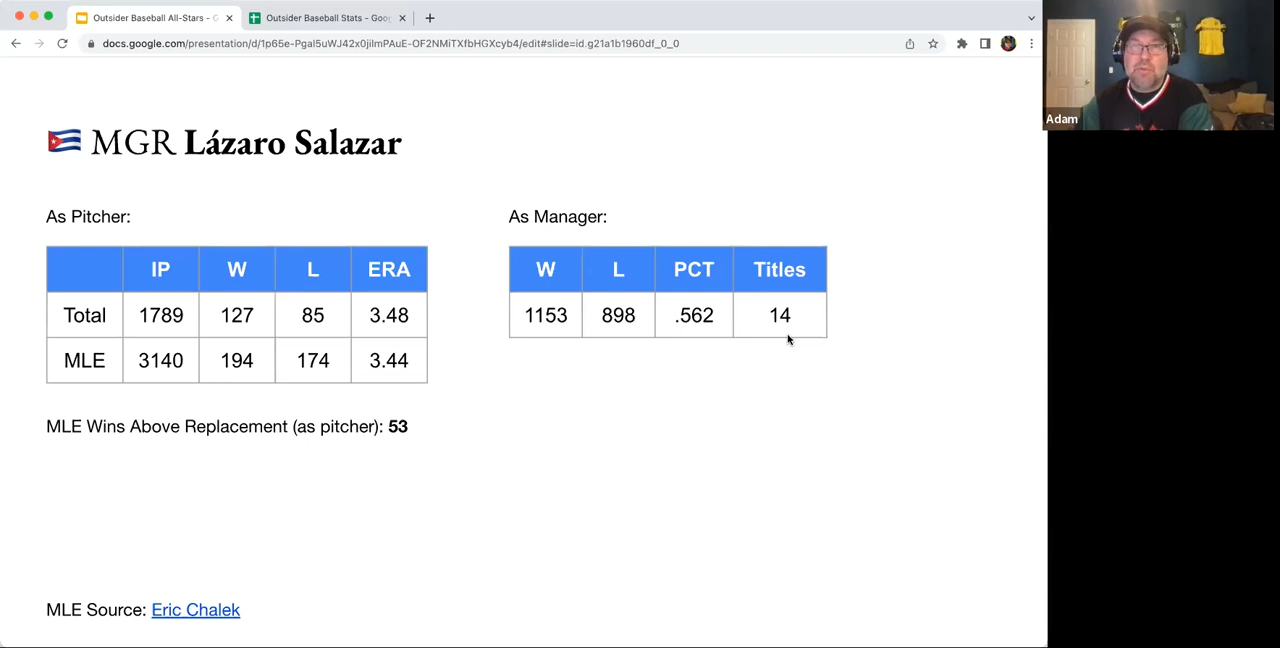 Outsider Baseball All-Stars - G
Outsider Baseball Stats - Goo
docs.google.com/presentation/d/1p65e-Pgal5uWJ42x0jilmPAuE-OF2NMiTXfbHGXcyb4/edit#slide=id.g21a1b1960df_0_0
Adam
MGR Lázaro Salazar
As Pitcher:
IP W L ERA
Total 1789 127 85 3.48
MLE 3140 194 174 3.44
MLE Wins Above Replacement (as pitcher): 53
As Manager:
W L PCT Titles
1153 898 .562 14
MLE Source: Eric Chalek